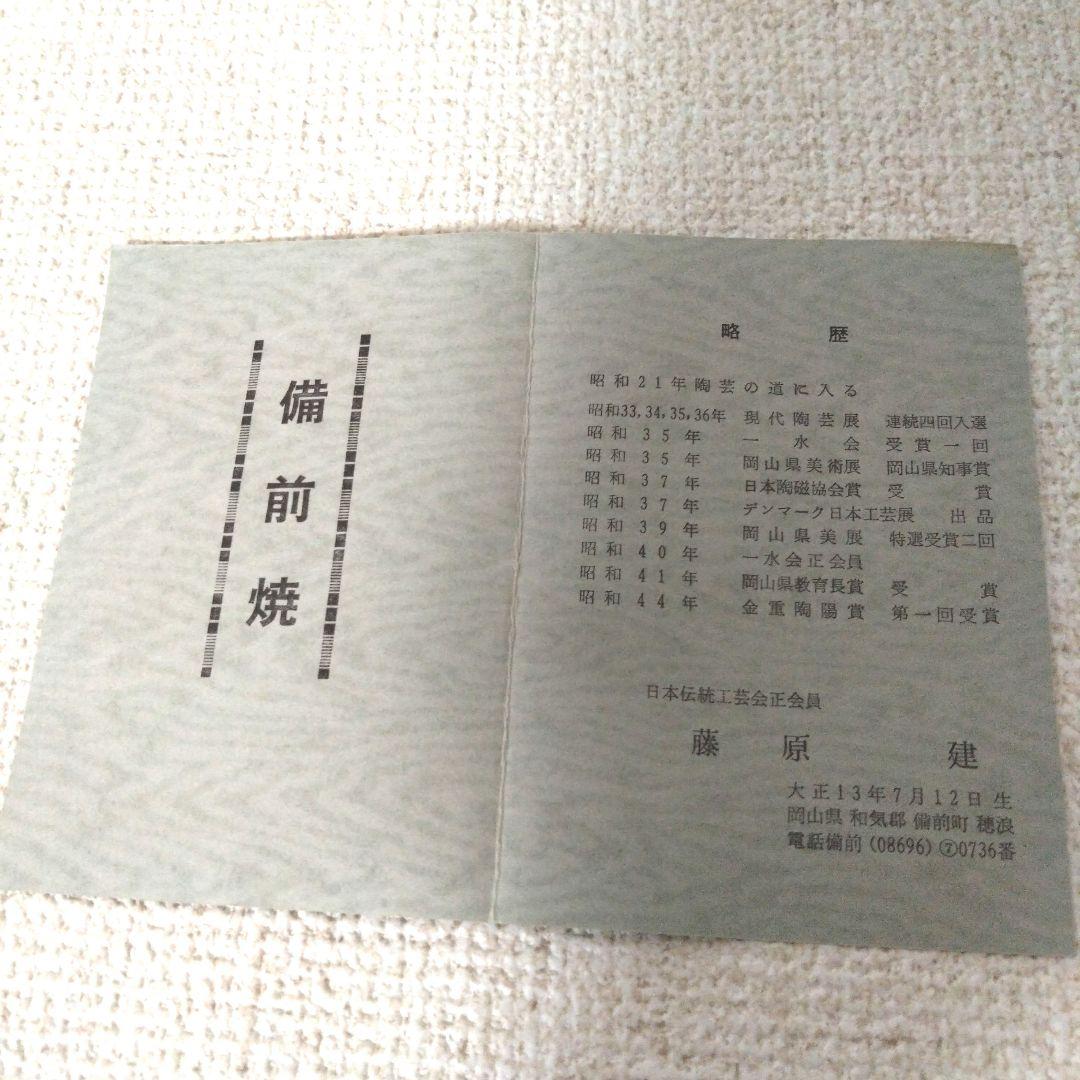 備前焼
略歴
昭和21年陶芸の道に入る
昭和33,34,35,36年 現代陶芸展 連続四回入選
昭和35年 一水会 受賞一回
昭和35年 岡山県美術展 岡山県知事賞
昭和37年 日本陶磁協会賞 受賞
昭和37年 デンマーク日本工芸展 出品
昭和39年 岡山県美展 特選受賞二回
昭和40年 一水会正会員
昭和41年 岡山県教育長賞 受賞
昭和44年 金重陶陽賞 第一回受賞
日本伝統工芸会正会員
藤原 建
大正13年7月12日生
岡山県 和気郡 備前町 穂浪
電話備前 (08696) ⑦0736番